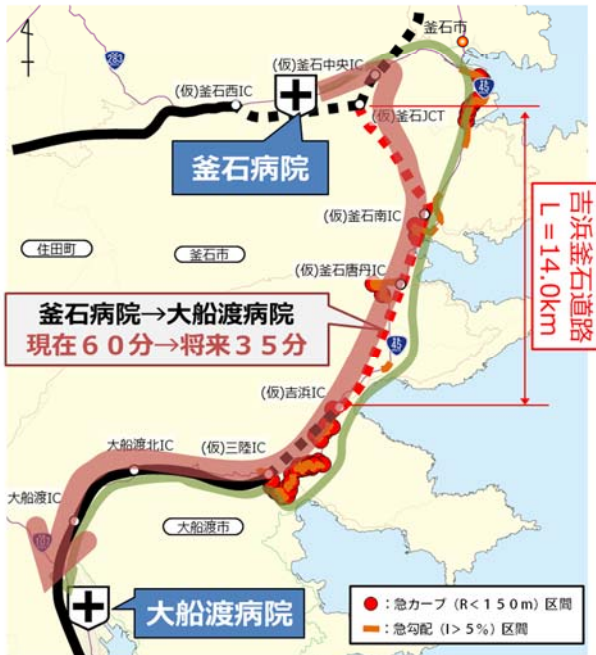 釜石市
283
(仮)釜石中央IC
45
(仮)釜石西IC
(仮)釜石JCT
釜石病院
(仮)釜石南IC
住田町
釜石市
(仮)釜石唐丹IC
吉浜釜石道路
L=14.0km
釜石病院→大船渡病院
現在60分→将来35分
45
(仮)吉浜IC
大船渡北IC
(仮)三陸IC
大船渡IC
大船渡市
107
大船渡病院
:急カーブ(R<150m)区間
:急勾配(I>5%)区間